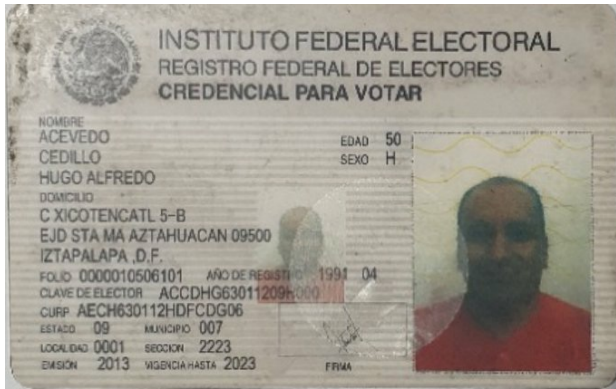 INSTITUTO FEDERAL ELECTORAL
REGISTRO FEDERAL DE ELECTORES
CREDENCIAL PARA VOTAR
NOMBRE
ACEVEDO
CEDILLO
HUGO ALFREDO
EDAD 50
SEXO H
DOMICILIO
C XICOTENCATL 5-B
EJD STA MA AZTAHUACAN 09500
IZTAPALAPA ,D.F.
FOLIO 0000010506101 AÑO DE REGISTRO 1991 04
CLAVE DE ELECTOR ACCDHG63011209H000
CURP AECH630112HDFCDG06
ESTADO 09 MUNICIPIO 007
LOCALIDAD 0001 SECCION 2223
EMISIÓN 2013 VIGENCIA HASTA 2023 FIRMA